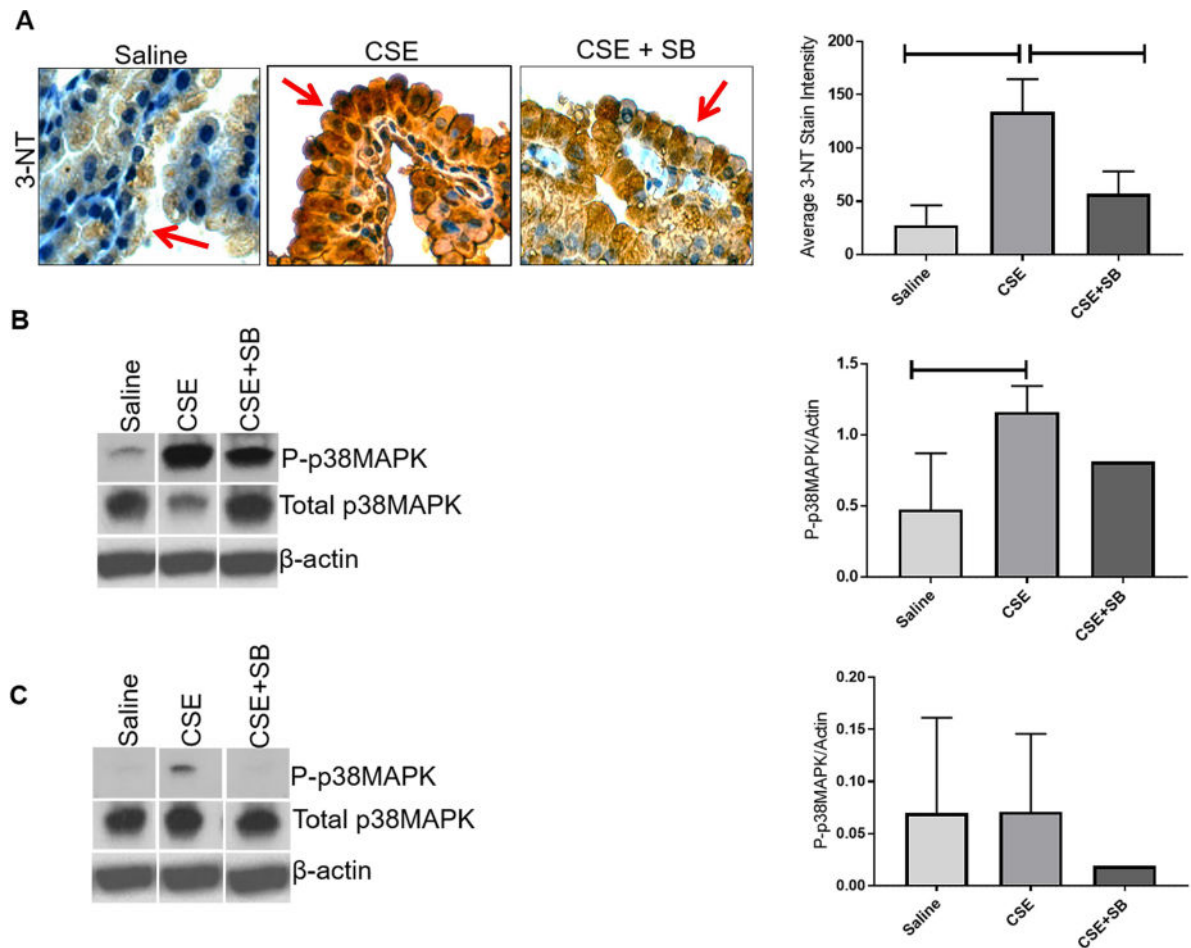 A
Saline
CSE
CSE + SB
3-NT
Average 3-NT Stain Intensity
200
150
100
50
0
Saline
CSE
CSE+SB
B
Saline
CSE
CSE+SB
P-p38MAPK
Total p38MAPK
β-actin
P-p38MAPK/Actin
1.5
1.0
0.5
0.0
Saline
CSE
CSE+SB
C
Saline
CSE
CSE+SB
P-p38MAPK
Total p38MAPK
β-actin
P-p38MAPK/Actin
0.20
0.15
0.10
0.05
0.00
Saline
CSE
CSE+SB